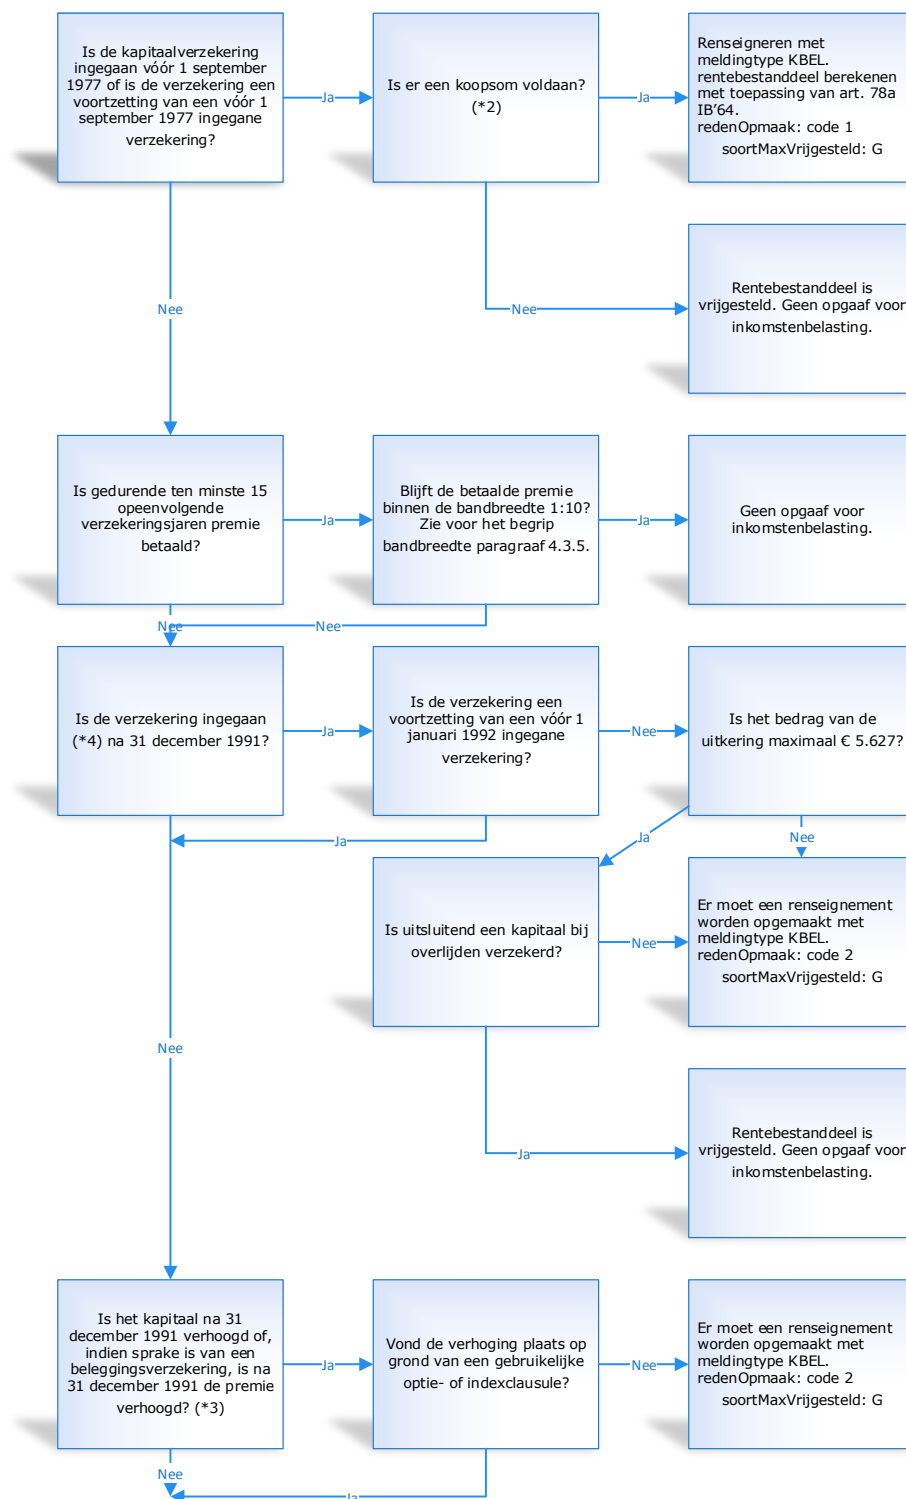 Is de kapitaalverzekering
ingegaan vóór 1 september
1977 of is de verzekering een
voortzetting van een vóór 1
september 1977 ingegane
verzekering?
Ja
Is er een koopsom voldaan?
(*2)
Ja
Renseigneren met
meldingtype KBEL.
rentebestanddeel berekenen
met toepassing van art. 78a
IB’64.
redenOpmaak: code 1
soortMaxVrijgesteld: G
Nee
Nee
Rentebestanddeel is
vrijgesteld. Geen opgaaf voor
inkomstenbelasting.
Is gedurende ten minste 15
opeenvolgende
verzekeringsjaren premie
betaald?
Ja
Blijft de betaalde premie
binnen de bandbreedte 1:10?
Zie voor het begrip
bandbreedte paragraaf 4.3.5.
Ja
Geen opgaaf voor
inkomstenbelasting.
Nee
Nee
Is de verzekering ingegaan
(*4) na 31 december 1991?
Ja
Is de verzekering een
voortzetting van een vóór 1
januari 1992 ingegane
verzekering?
Nee
Is het bedrag van de
uitkering maximaal € 5.627?
Ja
Ja
Nee
Is uitsluitend een kapitaal bij
overlijden verzekerd?
Nee
Er moet een renseignement
worden opgemaakt met
meldingtype KBEL.
redenOpmaak: code 2
soortMaxVrijgesteld: G
Nee
Ja
Rentebestanddeel is
vrijgesteld. Geen opgaaf voor
inkomstenbelasting.
Is het kapitaal na 31
december 1991 verhoogd of,
indien sprake is van een
beleggingsverzekering, is na
31 december 1991 de premie
verhoogd? (*3)
Ja
Vond de verhoging plaats op
grond van een gebruikelijke
optie- of indexclausule?
Nee
Er moet een renseignement
worden opgemaakt met
meldingtype KBEL.
redenOpmaak: code 2
soortMaxVrijgesteld: G
Nee
Ja